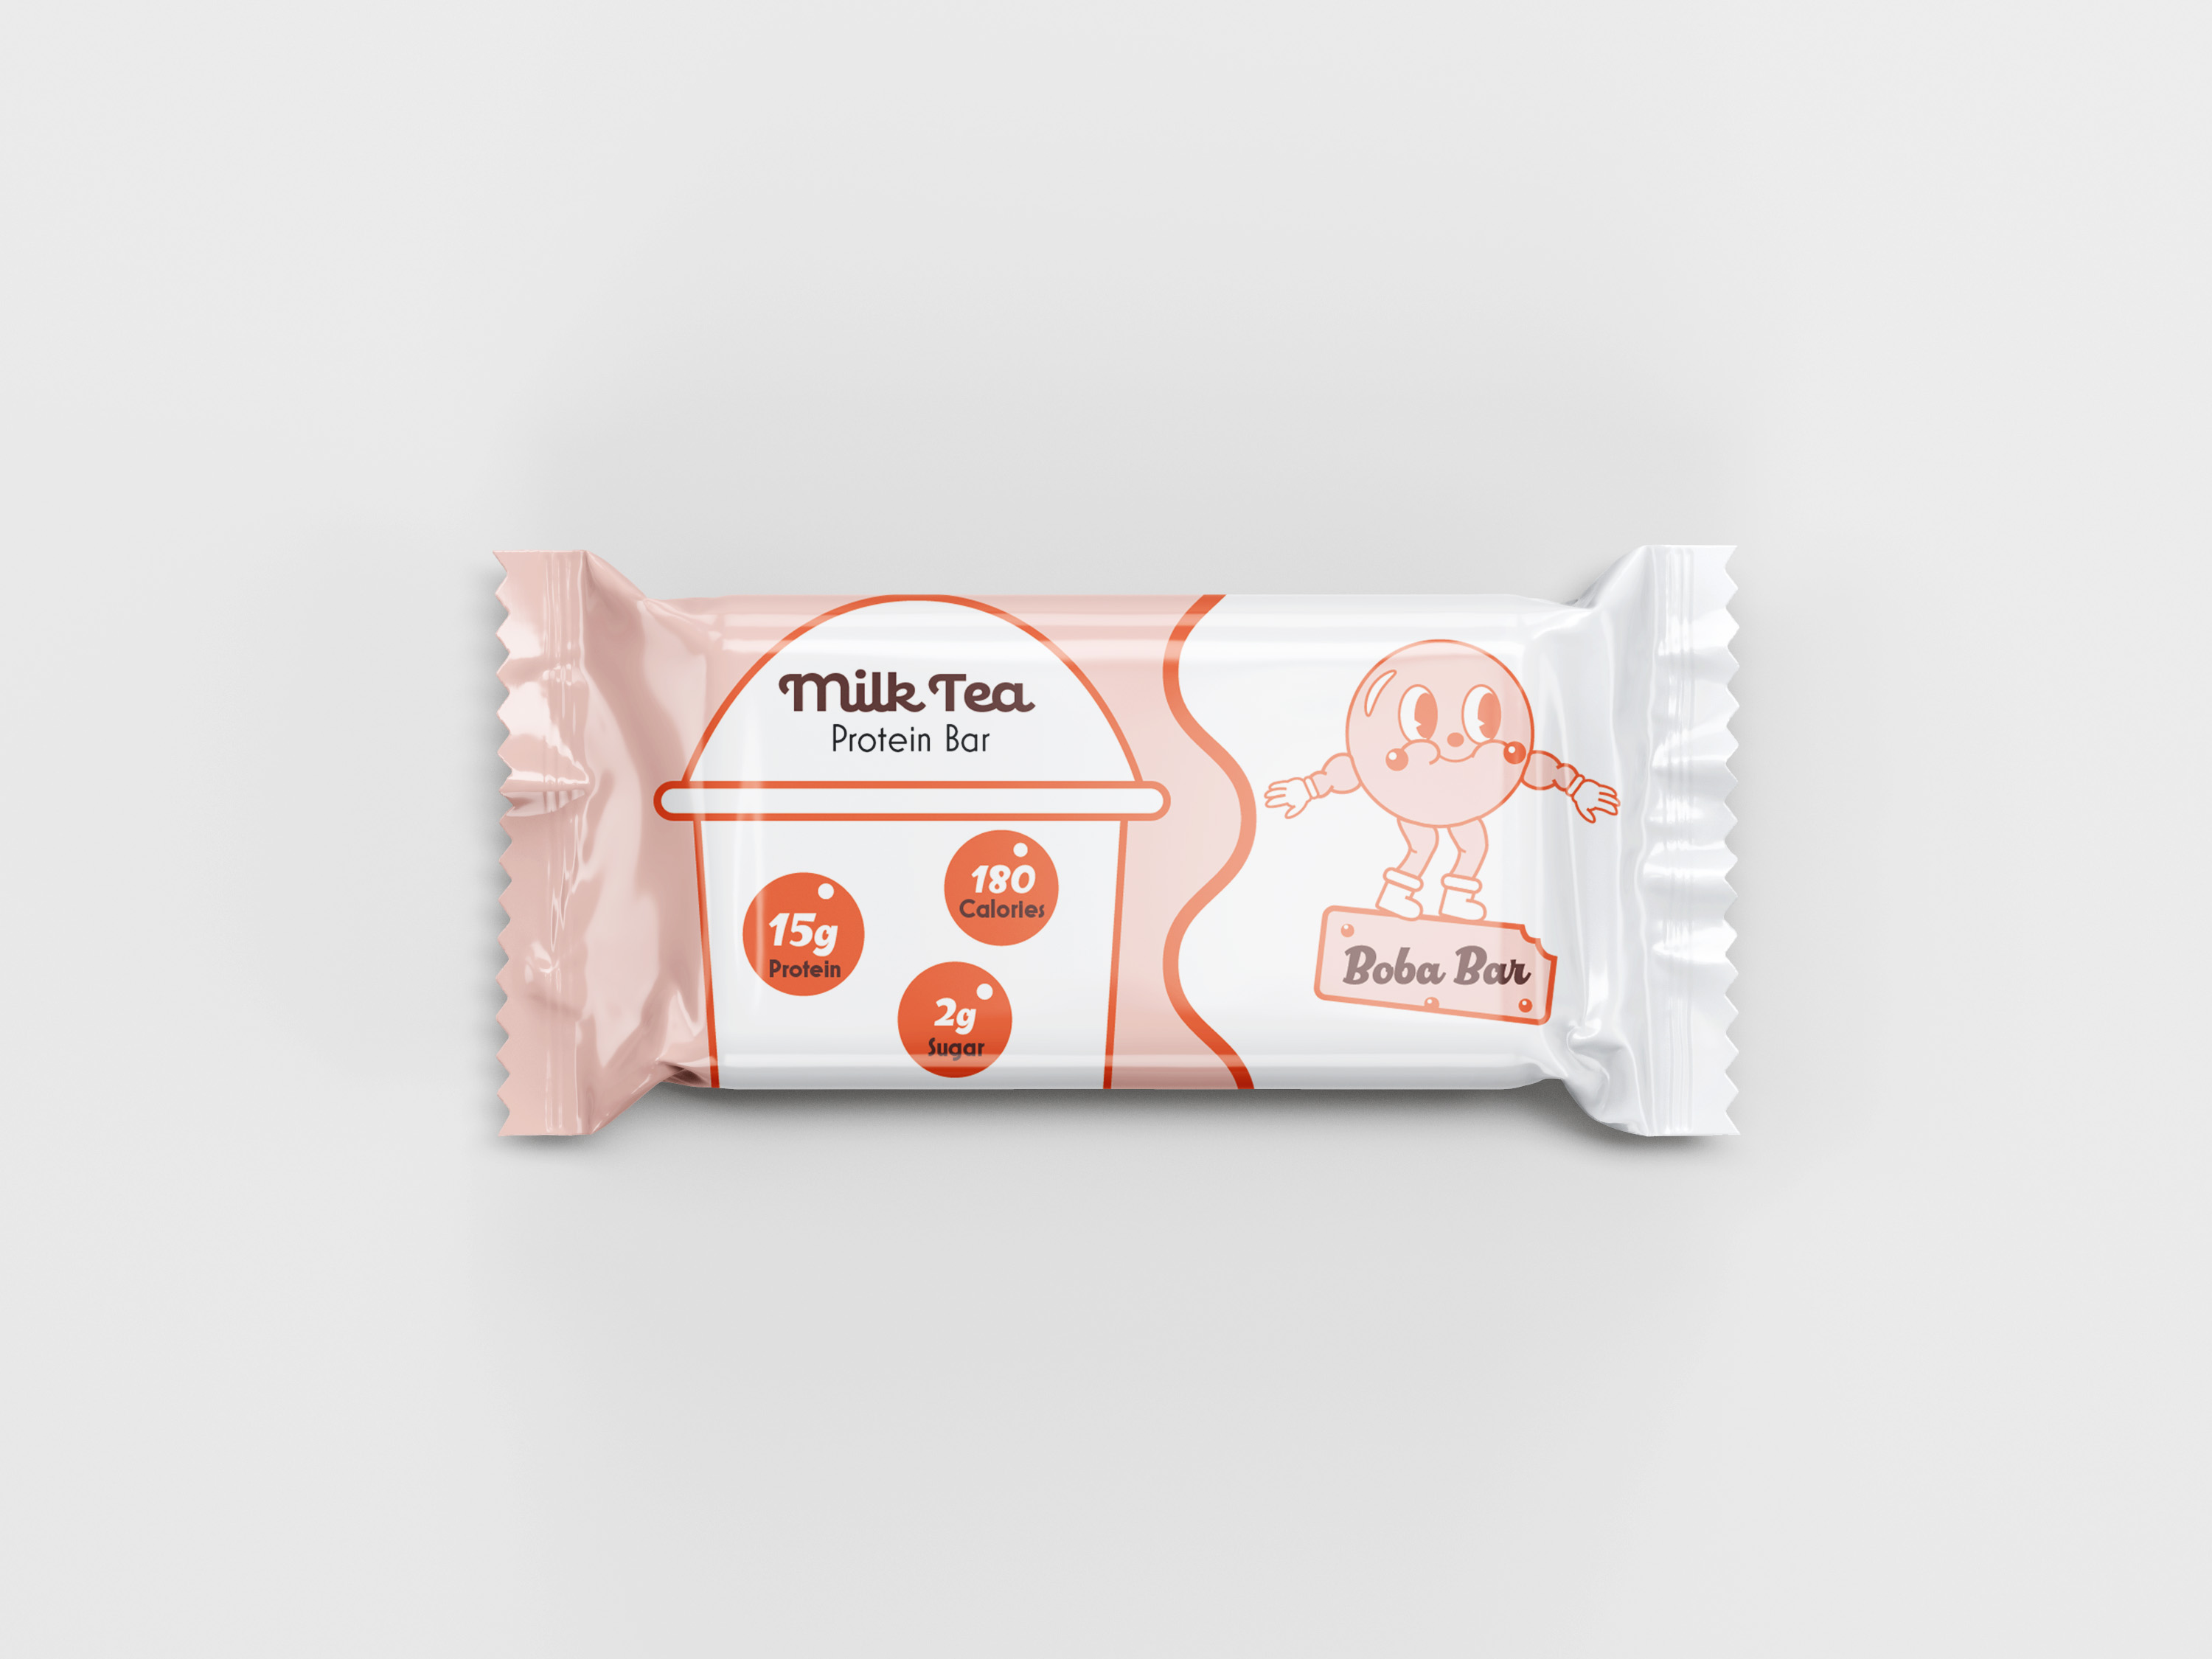 Milk Tea
Protein Bar
180
Calories
15g
Protein
2g
Sugar
Boba Bar